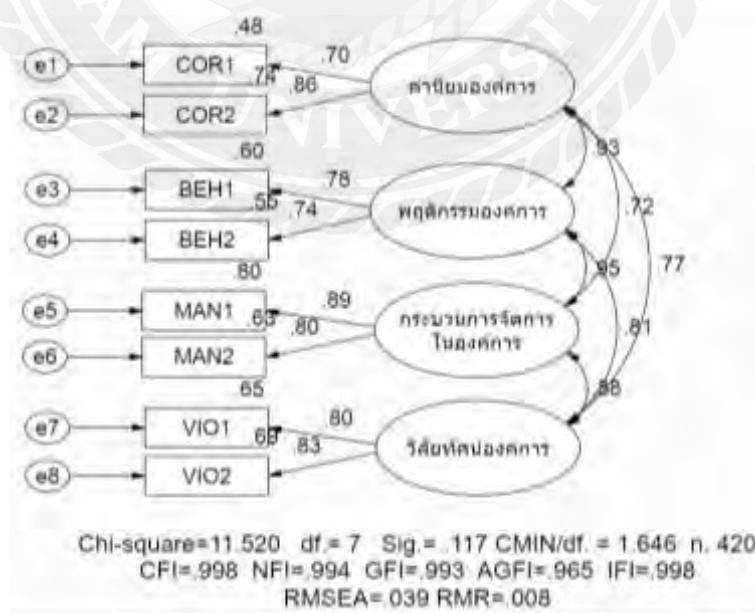 .48
e1 COR1 .70 ค่านิยมองค์การ
.74 .86
e2 COR2
.60 .93
e3 BEH1 .78 พฤติกรรมองค์การ .72
.55 .74
e4 BEH2
.80 .95 .77
e5 MAN1 .89 กระบวนการจัดการ
.63 .80 ในองค์การ .81
e6 MAN2
.65 .88
e7 VIO1 .80 วิสัยทัศน์องค์การ
.69 .83
e8 VIO2
Chi-square=11.520 df.= 7 Sig.= .117 CMIN/df. = 1.646 n. 420
CFI=.998 NFI=.994 GFI=.993 AGFI=.965 IFI=.998
RMSEA=.039 RMR=.008